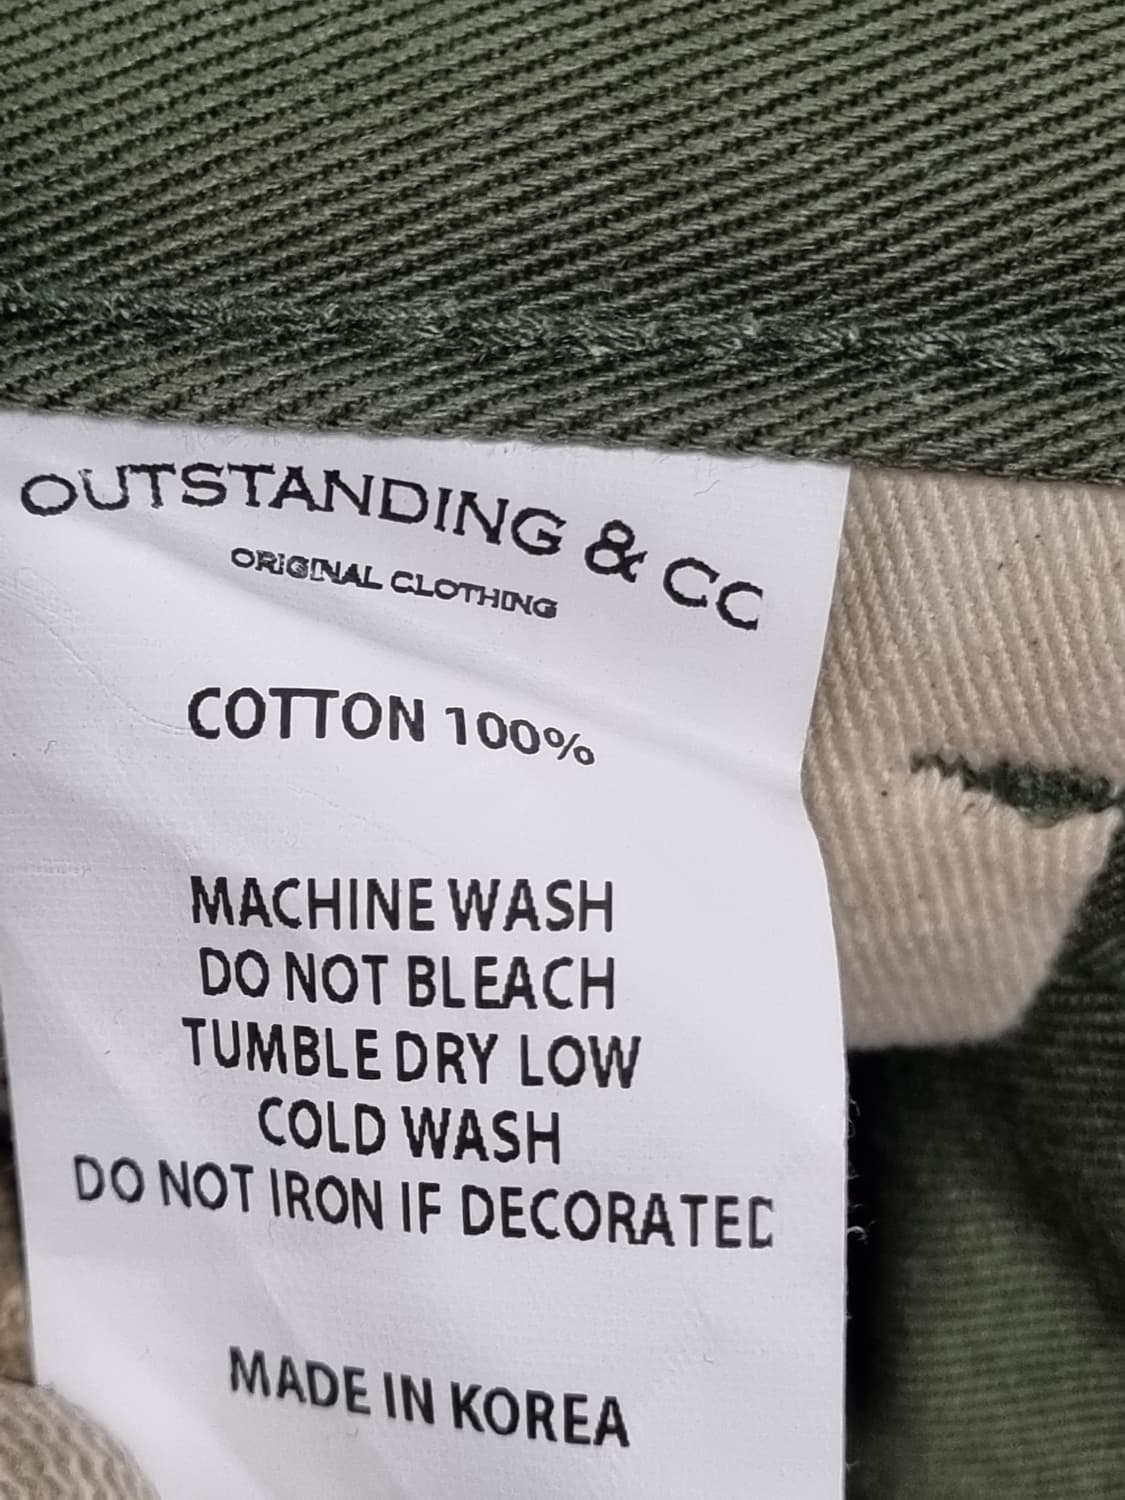 OUTSTANDING & CC
ORIGINAL CLOTHING
COTTON 100%
MACHINE WASH
DO NOT BLEACH
TUMBLE DRY LOW
COLD WASH
DO NOT IRON IF DECORATED
MADE IN KOREA